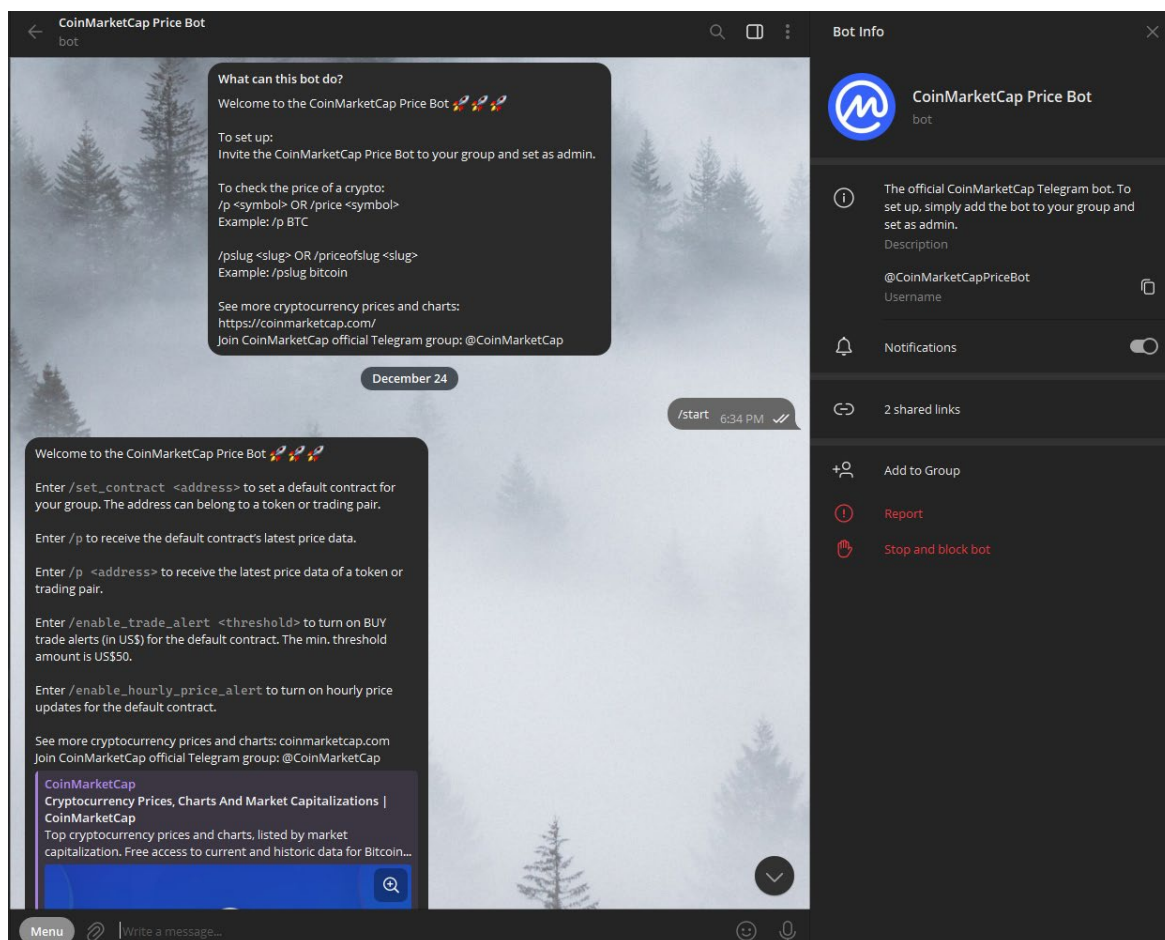 CoinMarketCap Price Bot
bot
What can this bot do?
Welcome to the CoinMarketCap Price Bot 🚀🚀🚀
To set up:
Invite the CoinMarketCap Price Bot to your group and set as admin.
To check the price of a crypto:
/p <symbol> OR /price <symbol>
Example: /p BTC
/pslug <slug> OR /priceofslug <slug>
Example: /pslug bitcoin
See more cryptocurrency prices and charts:
https://coinmarketcap.com/
Join CoinMarketCap official Telegram group: @CoinMarketCap
December 24
/start 6:34 PM
Welcome to the CoinMarketCap Price Bot 🚀🚀🚀
Enter /set_contract <address> to set a default contract for
your group. The address can belong to a token or trading pair.
Enter /p to receive the default contract's latest price data.
Enter /p <address> to receive the latest price data of a token or
trading pair.
Enter /enable_trade_alert <threshold> to turn on BUY
trade alerts (in US$) for the default contract. The min. threshold
amount is US$50.
Enter /enable_hourly_price_alert to turn on hourly price
updates for the default contract.
See more cryptocurrency prices and charts: coinmarketcap.com
Join CoinMarketCap official Telegram group: @CoinMarketCap
CoinMarketCap
Cryptocurrency Prices, Charts And Market Capitalizations |
CoinMarketCap
Top cryptocurrency prices and charts, listed by market
capitalization. Free access to current and historic data for Bitcoin...
Menu
Write a message...
Bot Info
CoinMarketCap Price Bot
bot
The official CoinMarketCap Telegram bot. To
set up, simply add the bot to your group and
set as admin.
Description
@CoinMarketCapPriceBot
Username
Notifications
2 shared links
Add to Group
Report
Stop and block bot